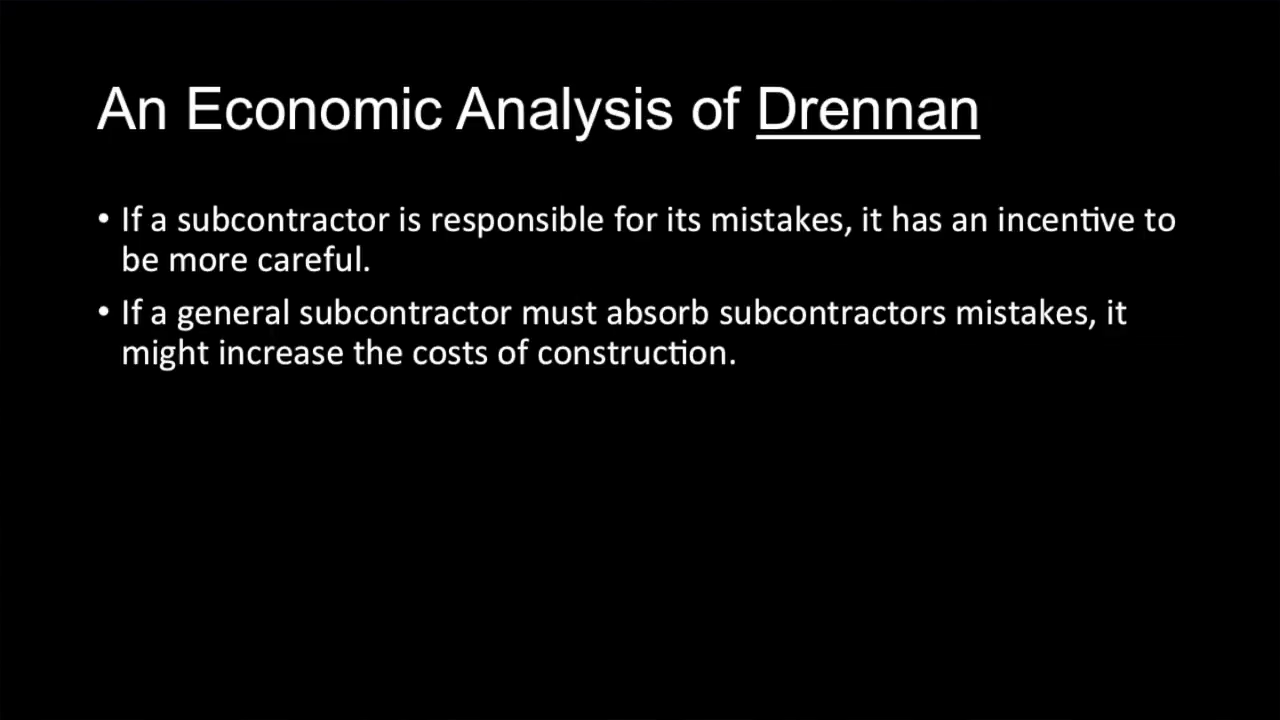 An Economic Analysis of Drennan
• If a subcontractor is responsible for its mistakes, it has an incentive to
be more careful.
• If a general subcontractor must absorb subcontractors mistakes, it
might increase the costs of construction.